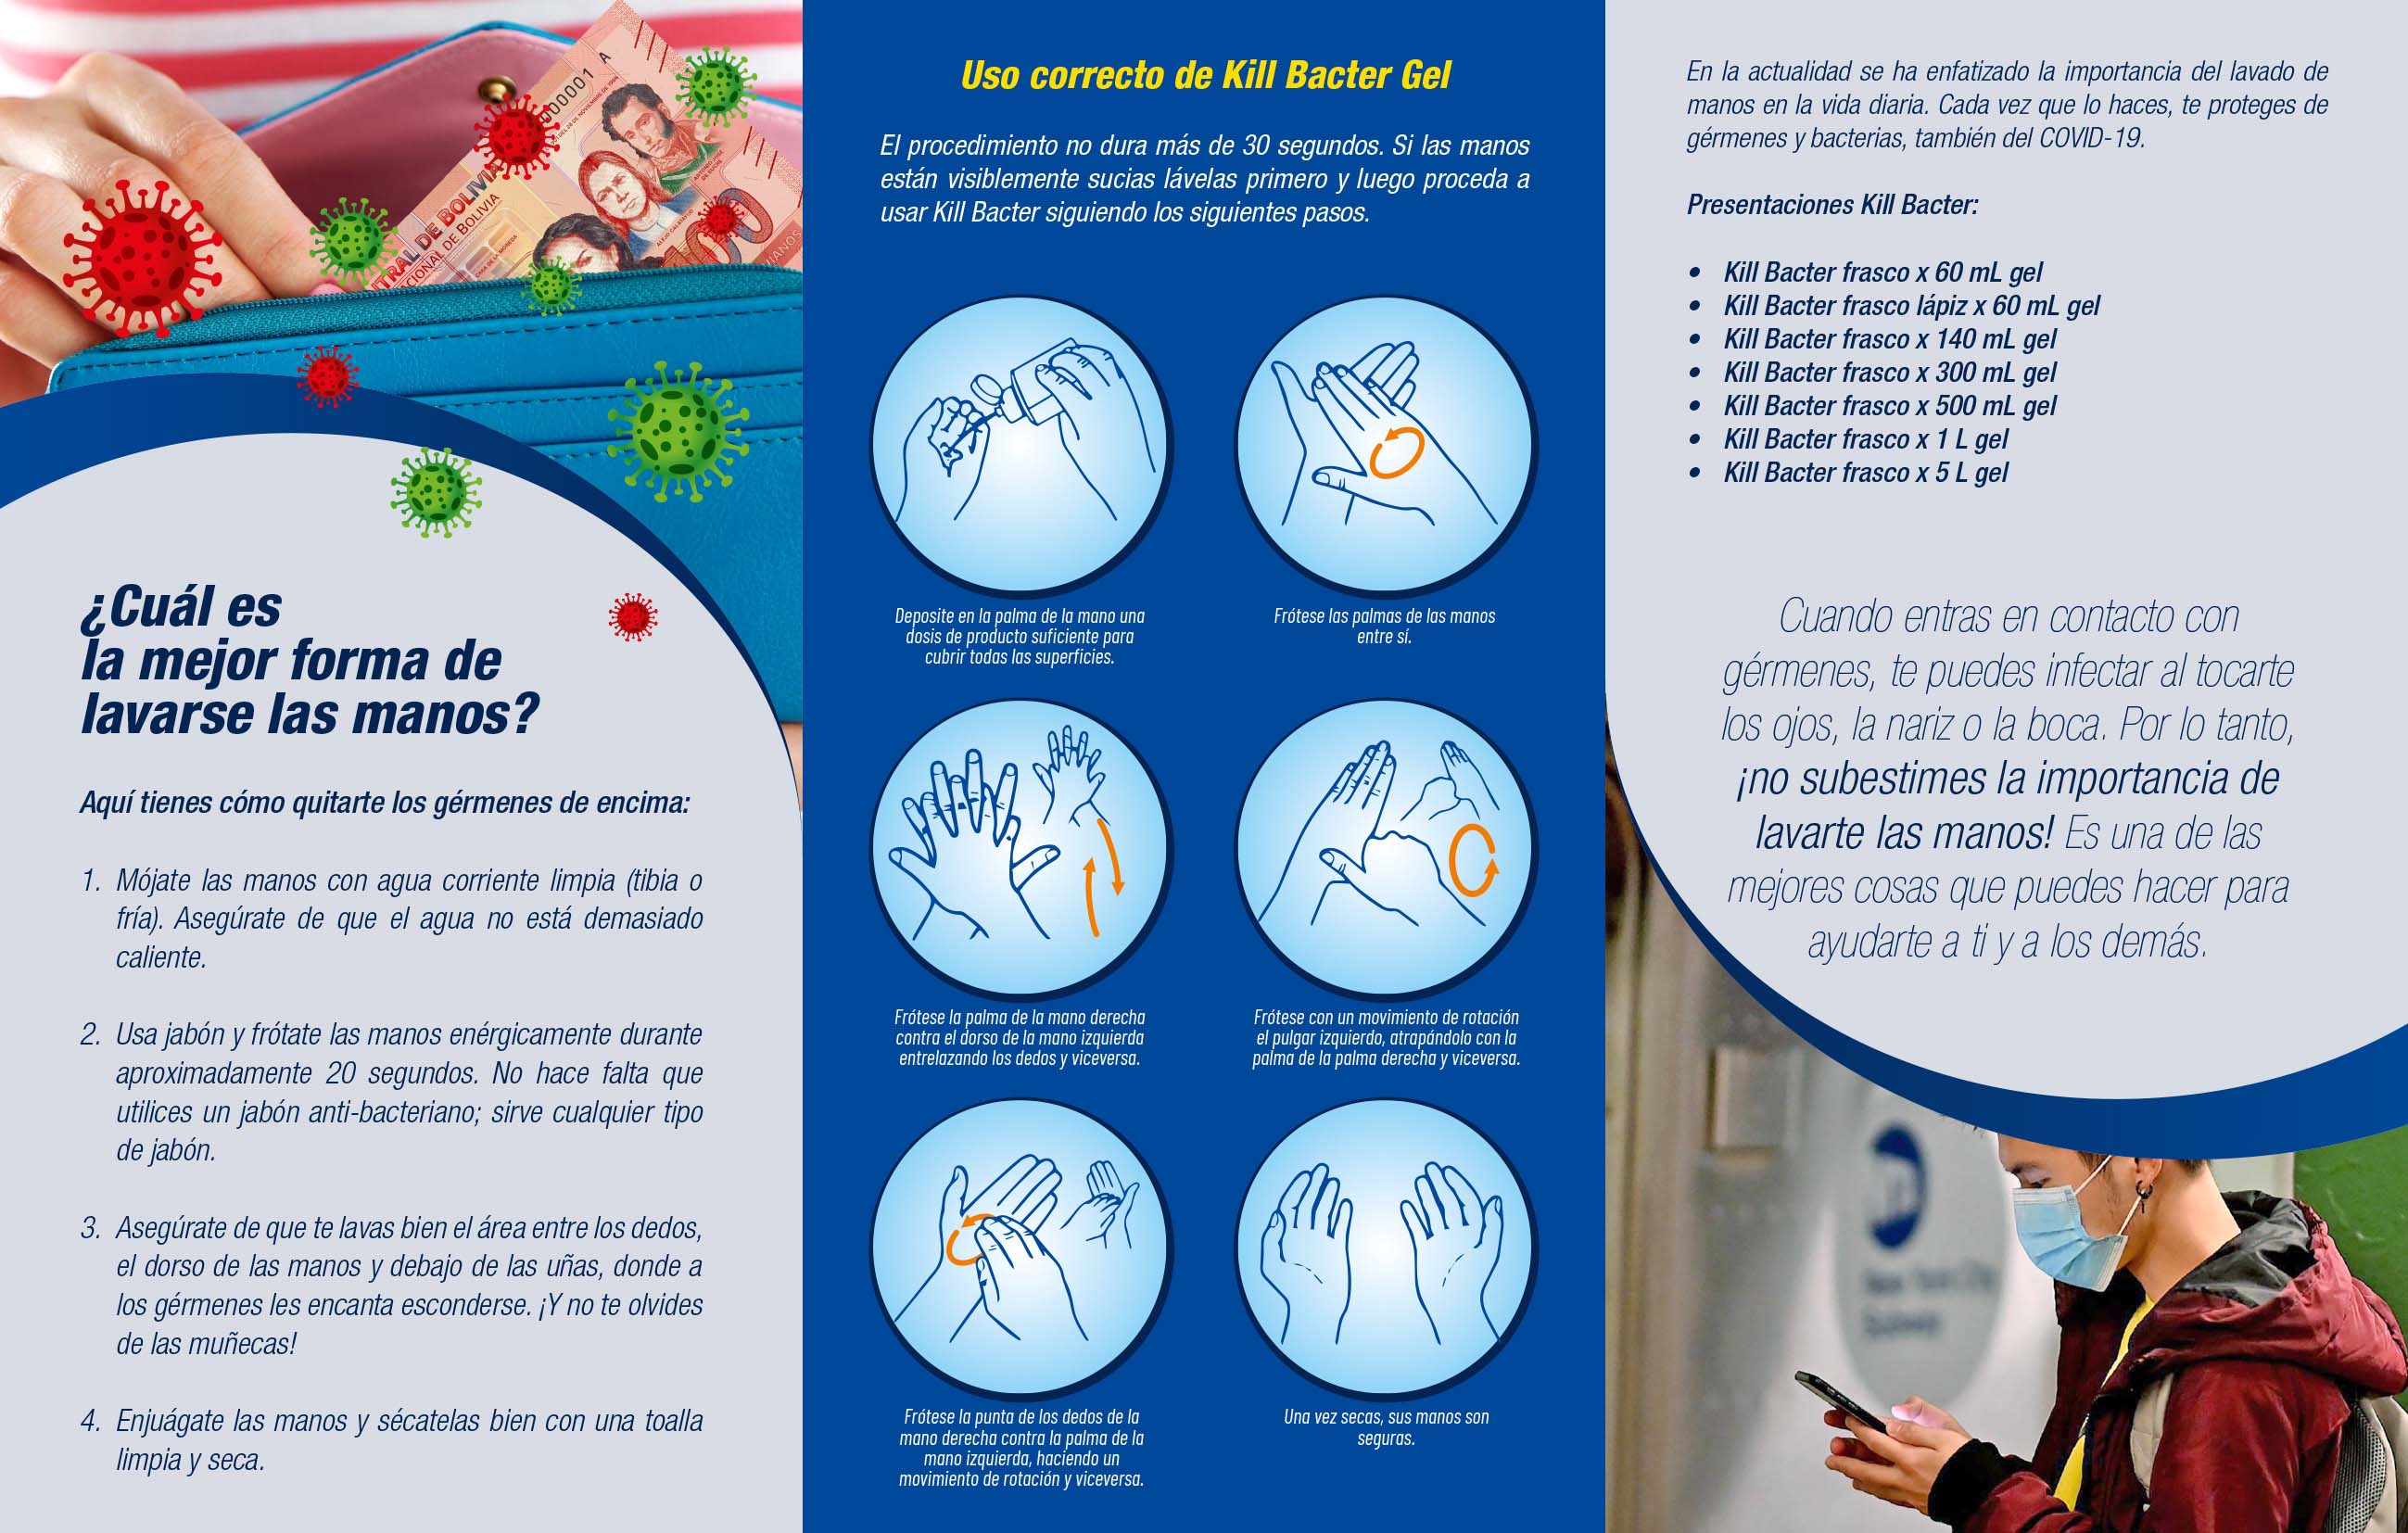 00001 A
TRAL DE BOLIVIA
CIONAL DE BOLIVIA
100
¿Cuál es
la mejor forma de
lavarse las manos?
Aquí tienes cómo quitarte los gérmenes de encima:
1. Mójate las manos con agua corriente limpia (tibia o
fría). Asegúrate de que el agua no está demasiado
caliente.
2. Usa jabón y frótate las manos enérgicamente durante
aproximadamente 20 segundos. No hace falta que
utilices un jabón anti-bacteriano; sirve cualquier tipo
de jabón.
3. Asegúrate de que te lavas bien el área entre los dedos,
el dorso de las manos y debajo de las uñas, donde a
los gérmenes les encanta esconderse. ¡Y no te olvides
de las muñecas!
4. Enjuágate las manos y sécatelas bien con una toalla
limpia y seca.
Uso correcto de Kill Bacter Gel
El procedimiento no dura más de 30 segundos. Si las manos
están visiblemente sucias lávelas primero y luego proceda a
usar Kill Bacter siguiendo los siguientes pasos.
Deposite en la palma de la mano una
dosis de producto suficiente para
cubrir todas las superficies.
Frótese las palmas de las manos
entre sí.
Frótese la palma de la mano derecha
contra el dorso de la mano izquierda
entrelazando los dedos y viceversa.
Frótese con un movimiento de rotación
el pulgar izquierdo, atrapándolo con la
palma de la palma derecha y viceversa.
Frótese la punta de los dedos de la
mano derecha contra la palma de la
mano izquierda, haciendo un
movimiento de rotación y viceversa.
Una vez secas, sus manos son
seguras.
En la actualidad se ha enfatizado la importancia del lavado de
manos en la vida diaria. Cada vez que lo haces, te proteges de
gérmenes y bacterias, también del COVID-19.
Presentaciones Kill Bacter:
• Kill Bacter frasco x 60 mL gel
• Kill Bacter frasco lápiz x 60 mL gel
• Kill Bacter frasco x 140 mL gel
• Kill Bacter frasco x 300 mL gel
• Kill Bacter frasco x 500 mL gel
• Kill Bacter frasco x 1 L gel
• Kill Bacter frasco x 5 L gel
Cuando entras en contacto con
gérmenes, te puedes infectar al tocarte
los ojos, la nariz o la boca. Por lo tanto,
¡no subestimes la importancia de
lavarte las manos! Es una de las
mejores cosas que puedes hacer para
ayudarte a ti y a los demás.
New York City
Subway